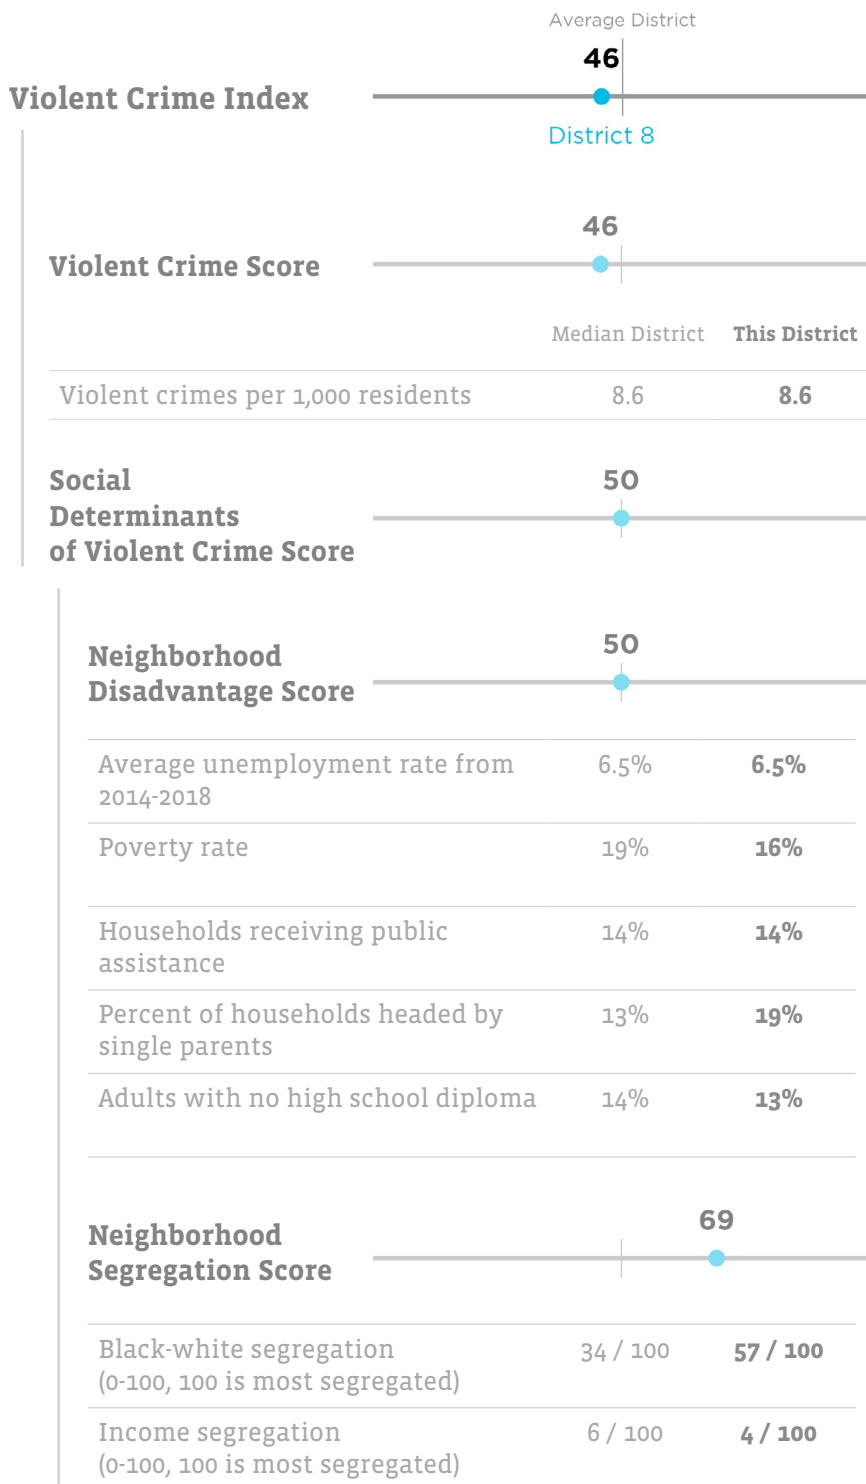 Average District
46
Violent Crime Index
District 8
46
Violent Crime Score
Median District This District
Violent crimes per 1,000 residents 8.6 8.6
Social
50
Determinants
of Violent Crime Score
50
Neighborhood
Disadvantage Score
Average unemployment rate from 6.5% 6.5%
2014-2018
Poverty rate 19% 16%
Households receiving public 14% 14%
assistance
Percent of households headed by 13% 19%
single parents
Adults with no high school diploma 14% 13%
69
Neighborhood
Segregation Score
Black-white segregation 34 / 100 57 / 100
(0-100, 100 is most segregated)
Income segregation 6 / 100 4 / 100
(0-100, 100 is most segregated)